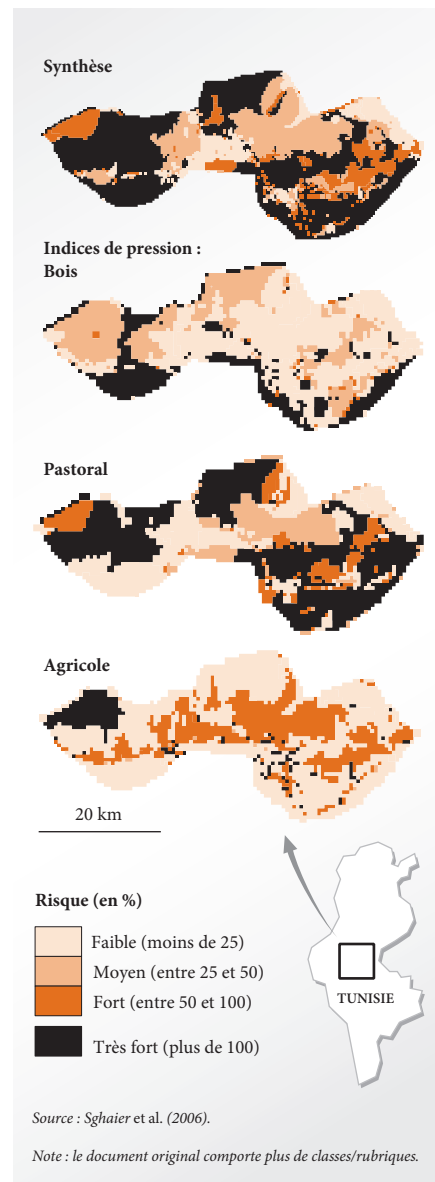 Synthèse
Indices de pression :
Bois
Pastoral
Agricole
20 km
Risque (en %)
Faible (moins de 25)
Moyen (entre 25 et 50)
Fort (entre 50 et 100)
Très fort (plus de 100)
TUNISIE
Source : Sghaier et al. (2006).
Note : le document original comporte plus de classes/rubriques.